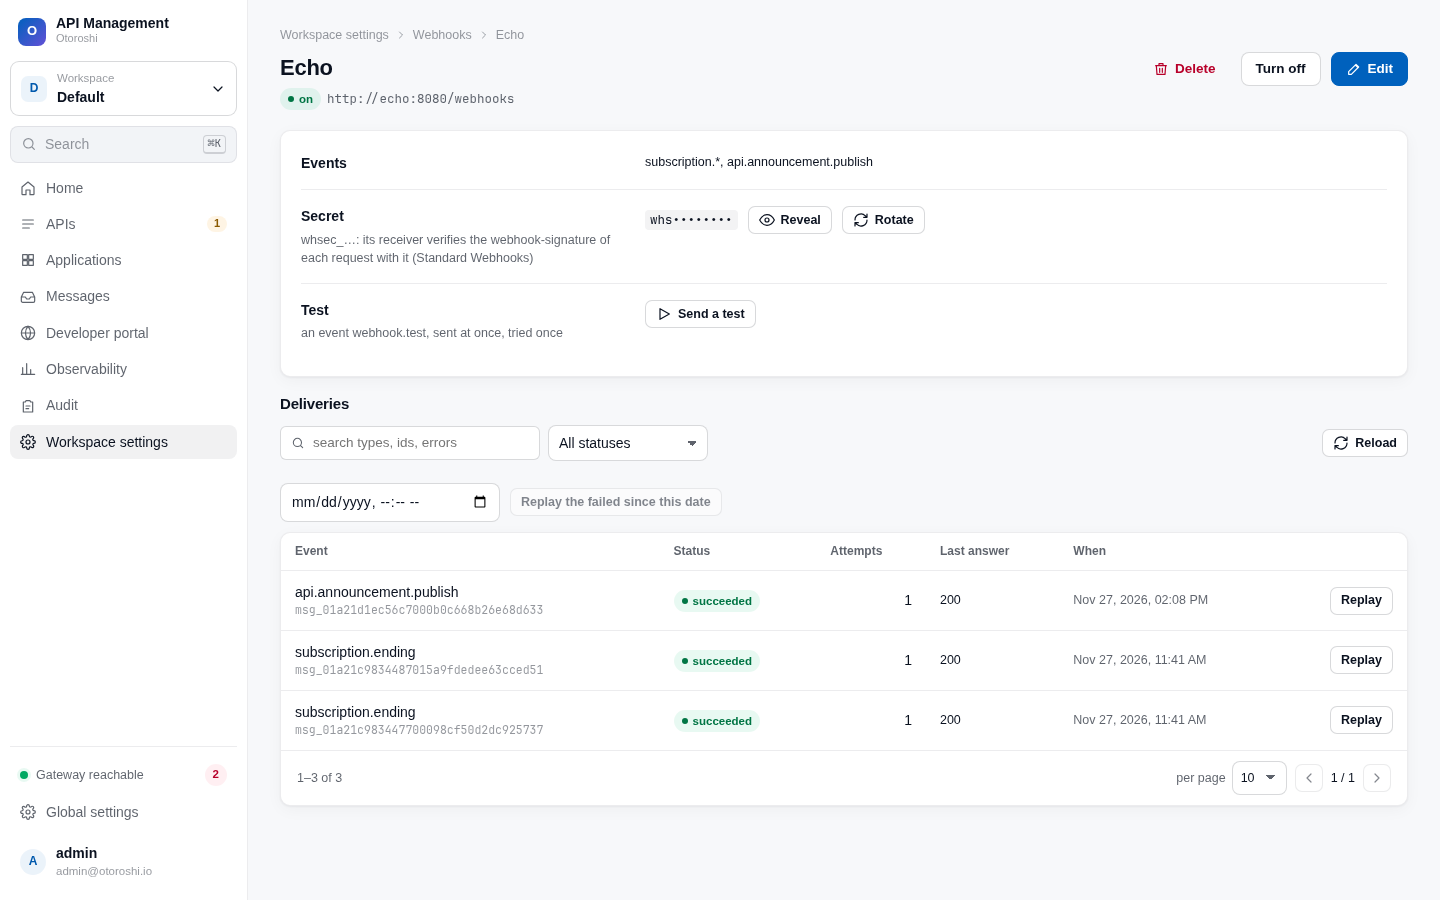 API Management
Otoroshi
Workspace settings
Webhooks
Echo
O
Echo
Delete
Turn off
Edit
on
http://echo:8080/webhooks
D
Workspace
Default
Search
⌘K
Home
APIs
1
Applications
Messages
Developer portal
Observability
Audit
Workspace settings
Gateway reachable
2
Global settings
A
admin
admin@otoroshi.io
Events
subscription.*, api.announcement.publish
Secret
whsec_…: its receiver verifies the webhook-signature of
each request with it (Standard Webhooks)
whs••••••••
Reveal
Rotate
Test
an event webhook.test, sent at once, tried once
Send a test
Deliveries
search types, ids, errors
All statuses
Reload
mm/dd/yyyy, --:-- --
Replay the failed since this date
Event
Status
Attempts
Last answer
When
api.announcement.publish
msg_01a21d1ec56c7000b0c668b26e68d633
succeeded
1
200
Nov 27, 2026, 02:08 PM
Replay
subscription.ending
msg_01a21c9834487015a9fdedee63cced51
succeeded
1
200
Nov 27, 2026, 11:41 AM
Replay
subscription.ending
msg_01a21c983447700098cf50d2dc925737
succeeded
1
200
Nov 27, 2026, 11:41 AM
Replay
1–3 of 3
per page
10
1 / 1